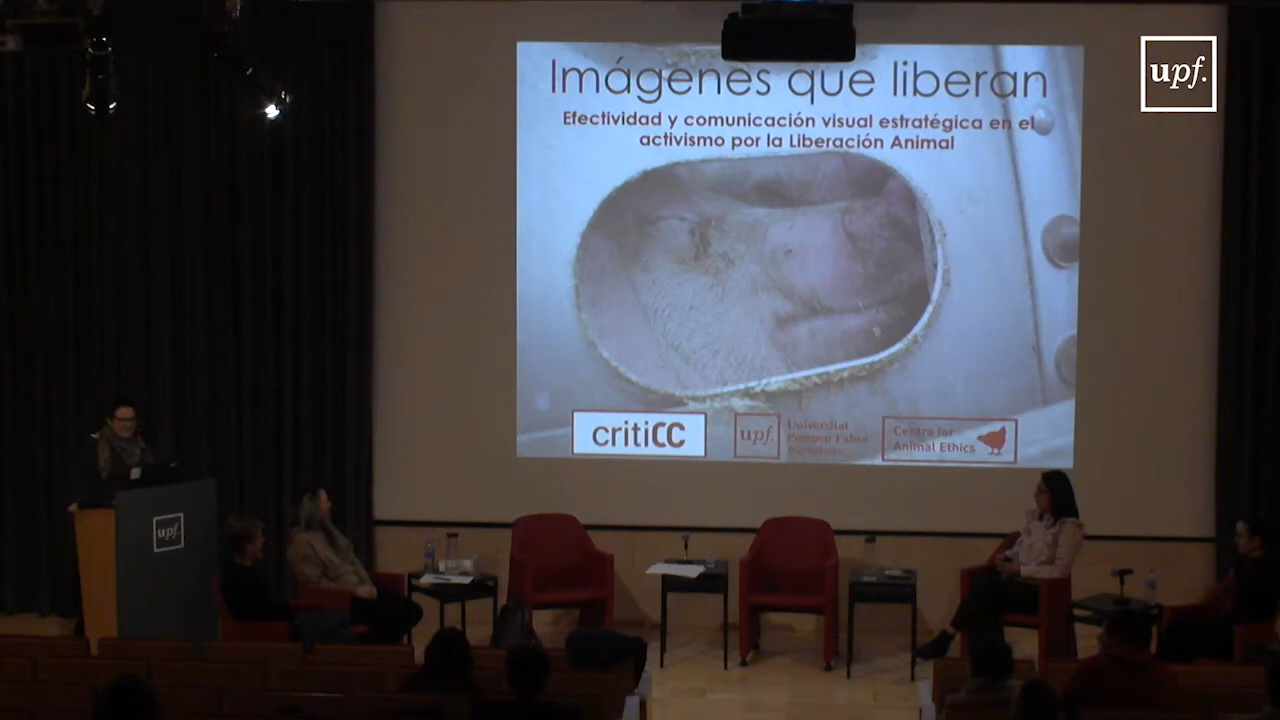 Imágenes que liberan
Efectividad y comunicación visual estratégica en el
activismo por la Liberación Animal
upf.
critiCC
upf.
Universitat
Pompeu Fabra
Barcelona
Centre for
Animal Ethics
upf.